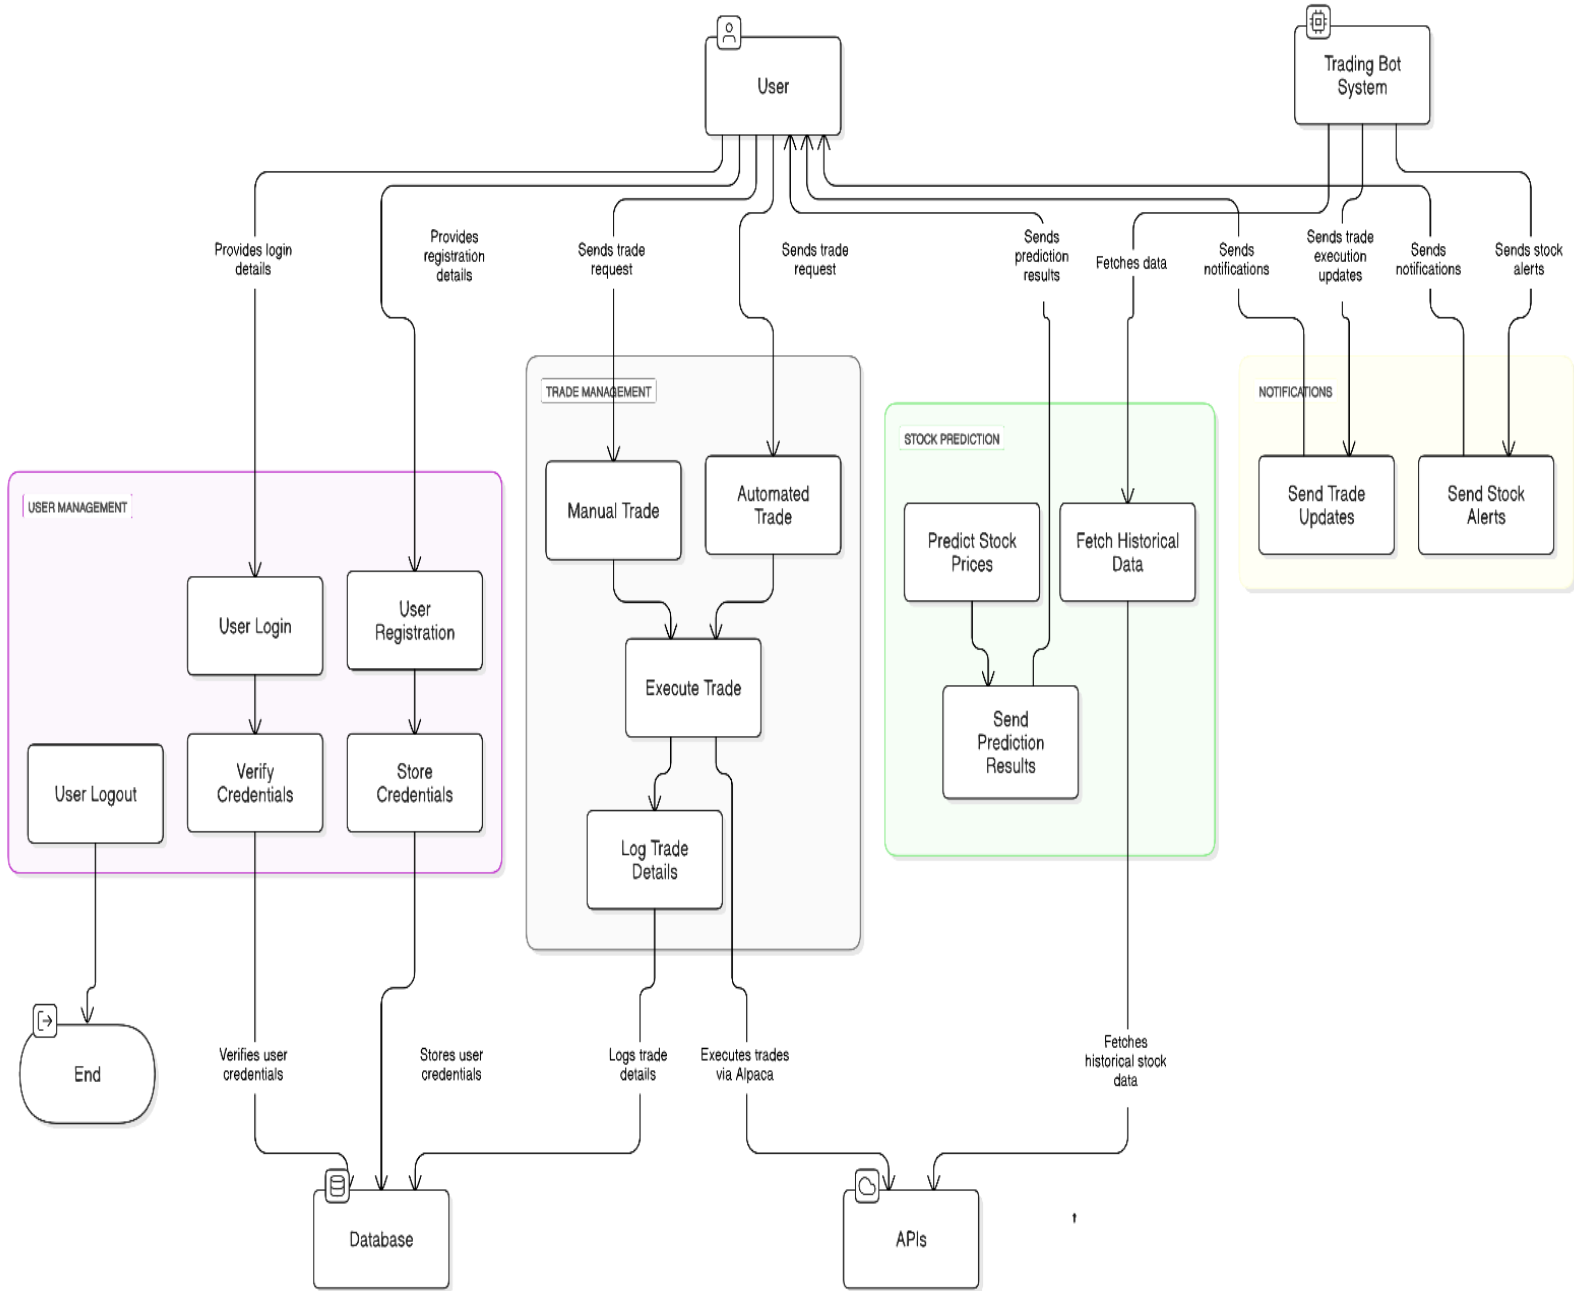 User
Trading Bot
System
Provides login
details
Provides
registration
details
Sends trade
request
Sends trade
request
Sends
prediction
results
Fetches data
Sends
notifications
Sends trade
execution
updates
Sends
notifications
Sends stock
alerts
USER MANAGEMENT
User Login
User
Registration
User Logout
Verify
Credentials
Store
Credentials
TRADE MANAGEMENT
Manual Trade
Automated
Trade
Execute Trade
Log Trade
Details
STOCK PREDICTION
Predict Stock
Prices
Fetch Historical
Data
Send
Prediction
Results
NOTIFICATIONS
Send Trade
Updates
Send Stock
Alerts
End
Verifies user
credentials
Stores user
credentials
Logs trade
details
Executes trades
via Alpaca
Fetches
historical stock
data
Database
APIs